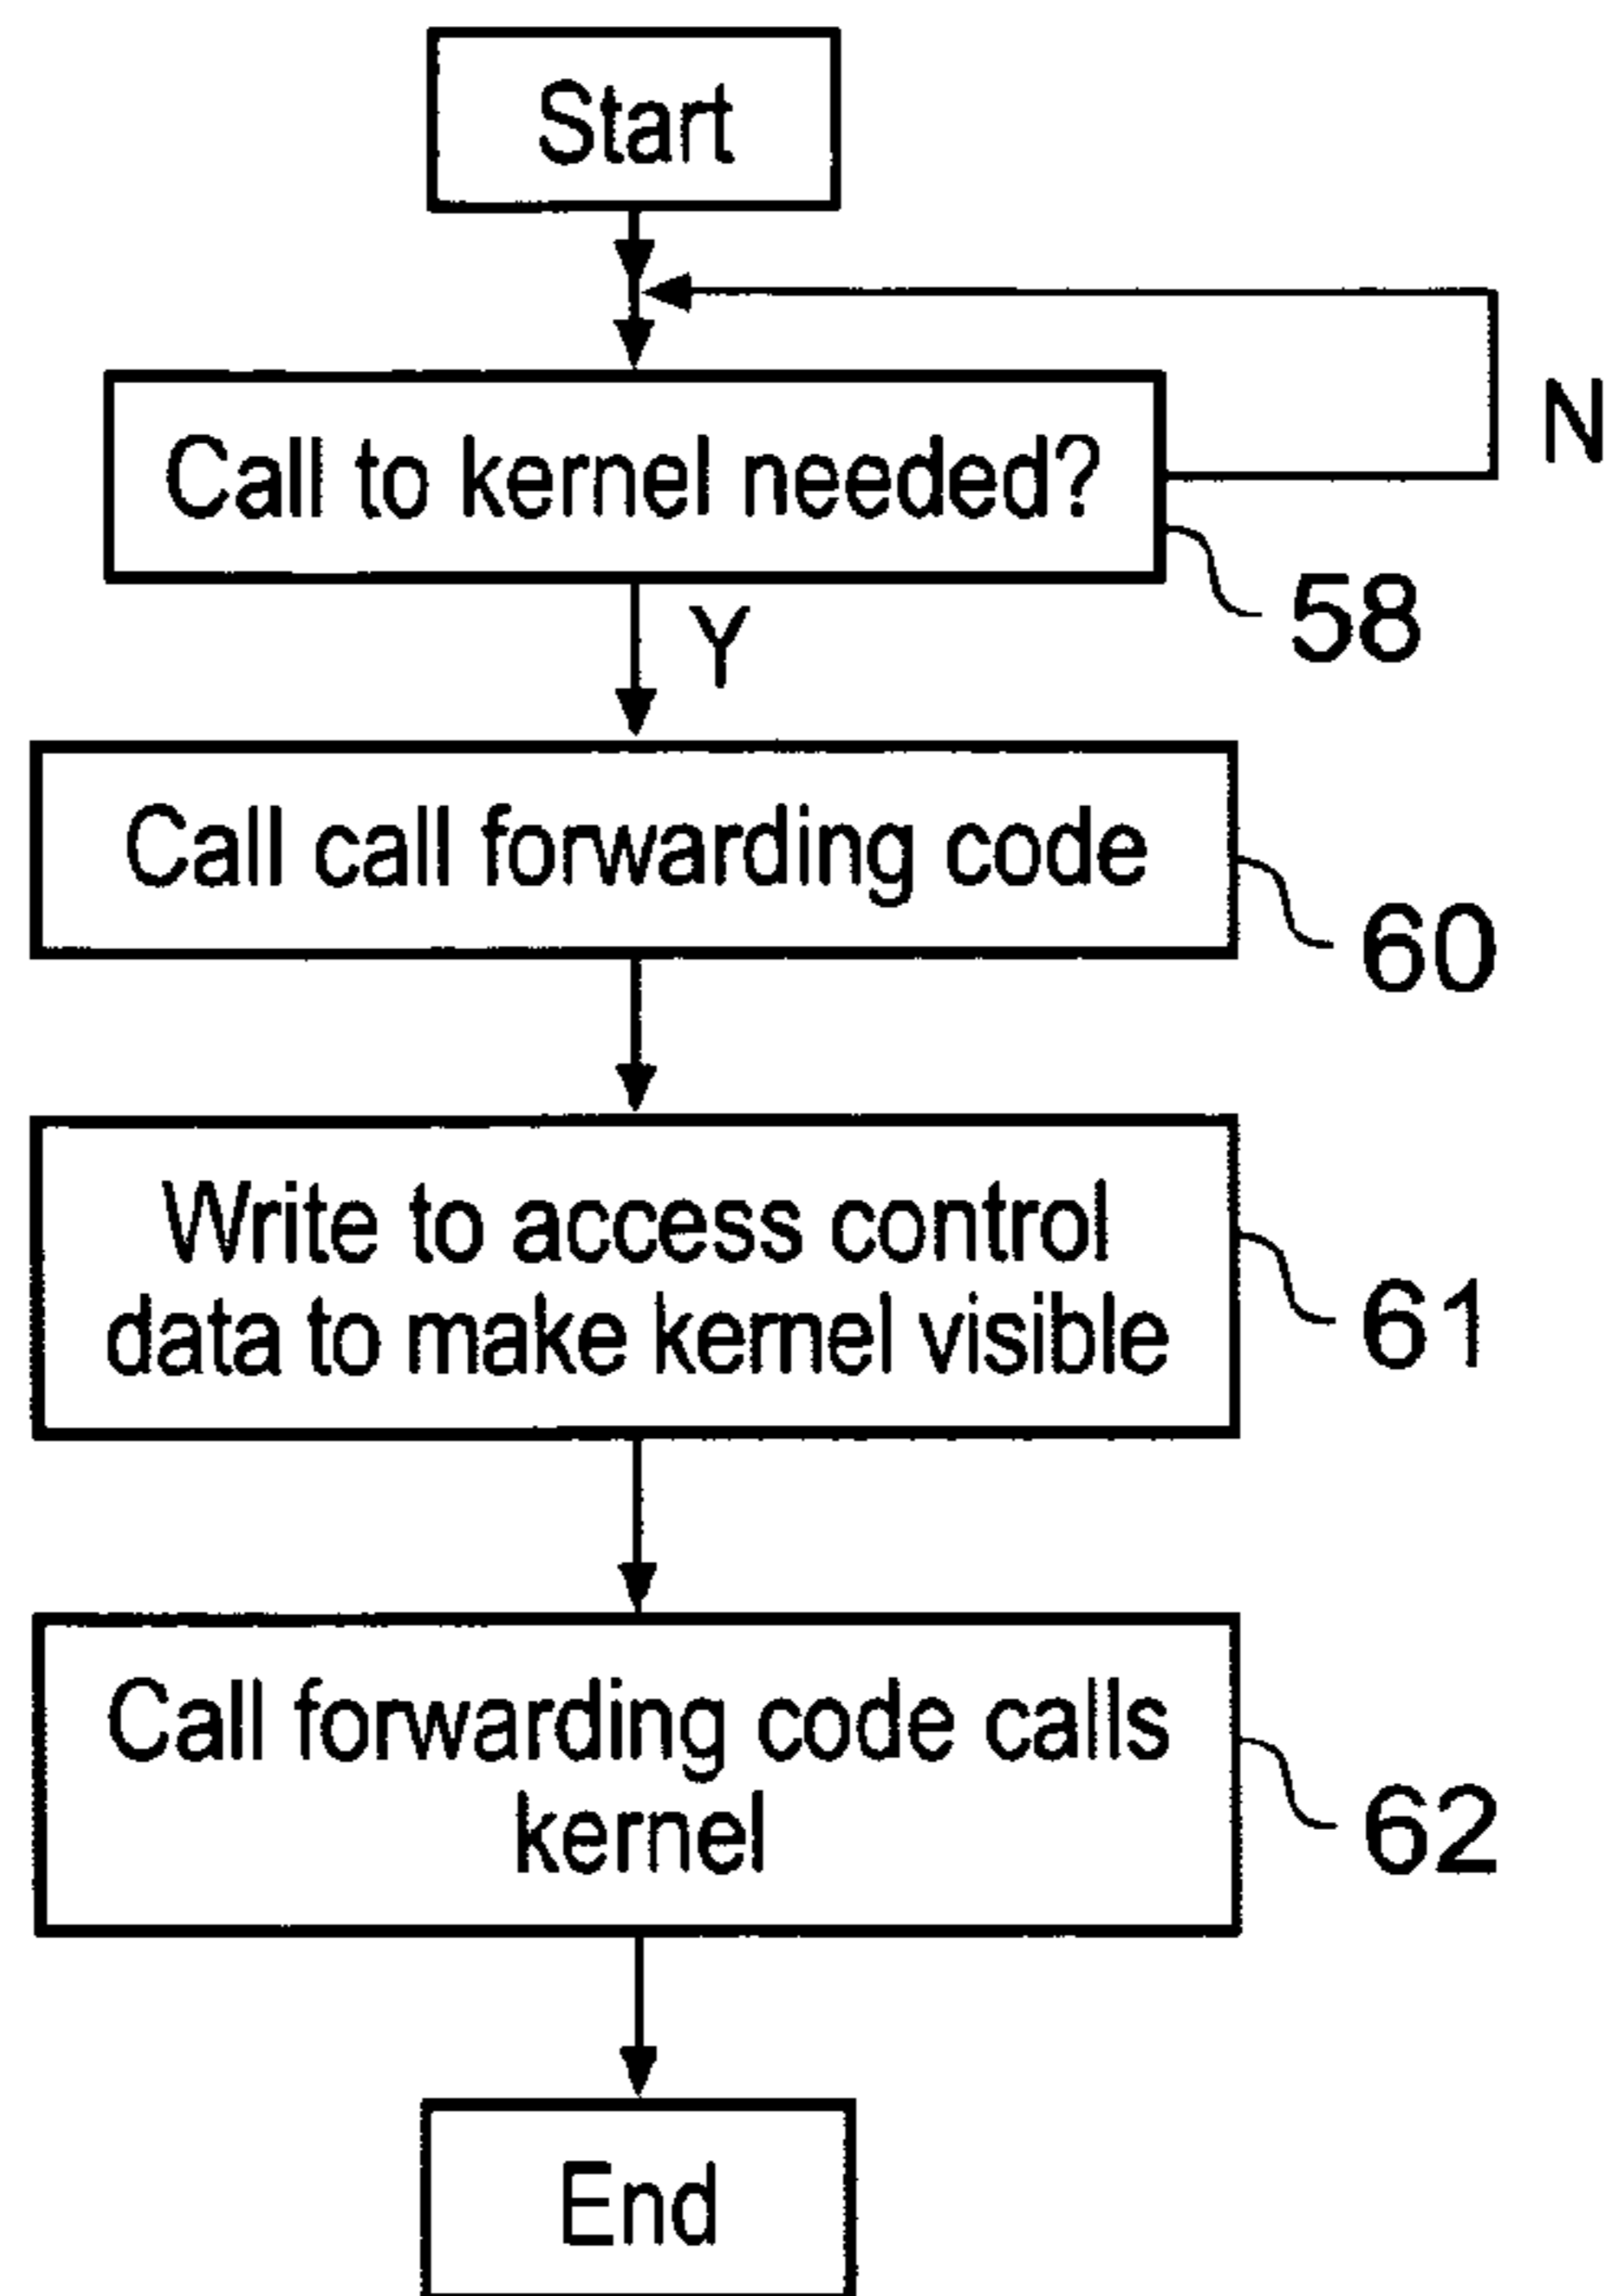 Start
N
Call to kernel needed?
58
Y
Call call forwarding code
60
Write to access control
data to make kernel visible
61
Call forwarding code calls
kernel
62
End